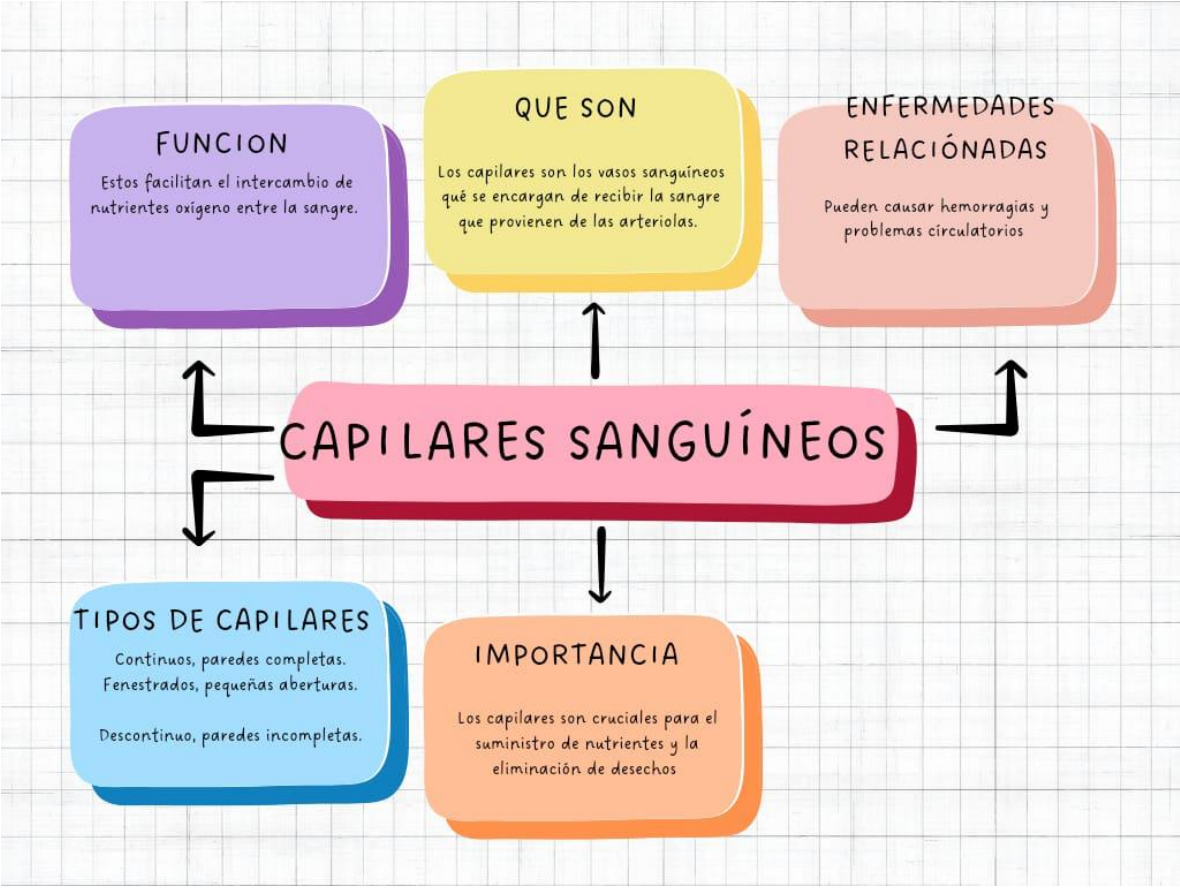 FUNCION
Estos facilitan el intercambio de
nutrientes oxígeno entre la sangre.
QUE SON
Los capilares son los vasos sanguíneos
qué se encargan de recibir la sangre
que provienen de las arteriolas.
ENFERMEDADES
RELACIÓNADAS
Pueden causar hemorragias y
problemas circulatorios
CAPILARES SANGUÍNEOS
TIPOS DE CAPILARES
Continuos, paredes completas.
Fenestrados, pequeñas aberturas.
Descontinuo, paredes incompletas.
IMPORTANCIA
Los capilares son cruciales para el
suministro de nutrientes y la
eliminación de desechos